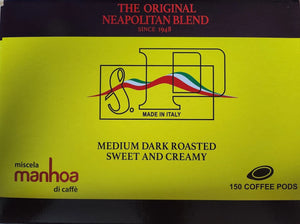 THE ORIGINAL
NEAPOLITAN BLEND
SINCE 1948
S.P
MADE IN ITALY
MEDIUM DARK ROASTED
SWEET AND CREAMY
miscela
manhoa
di caffè
150 COFFEE PODS